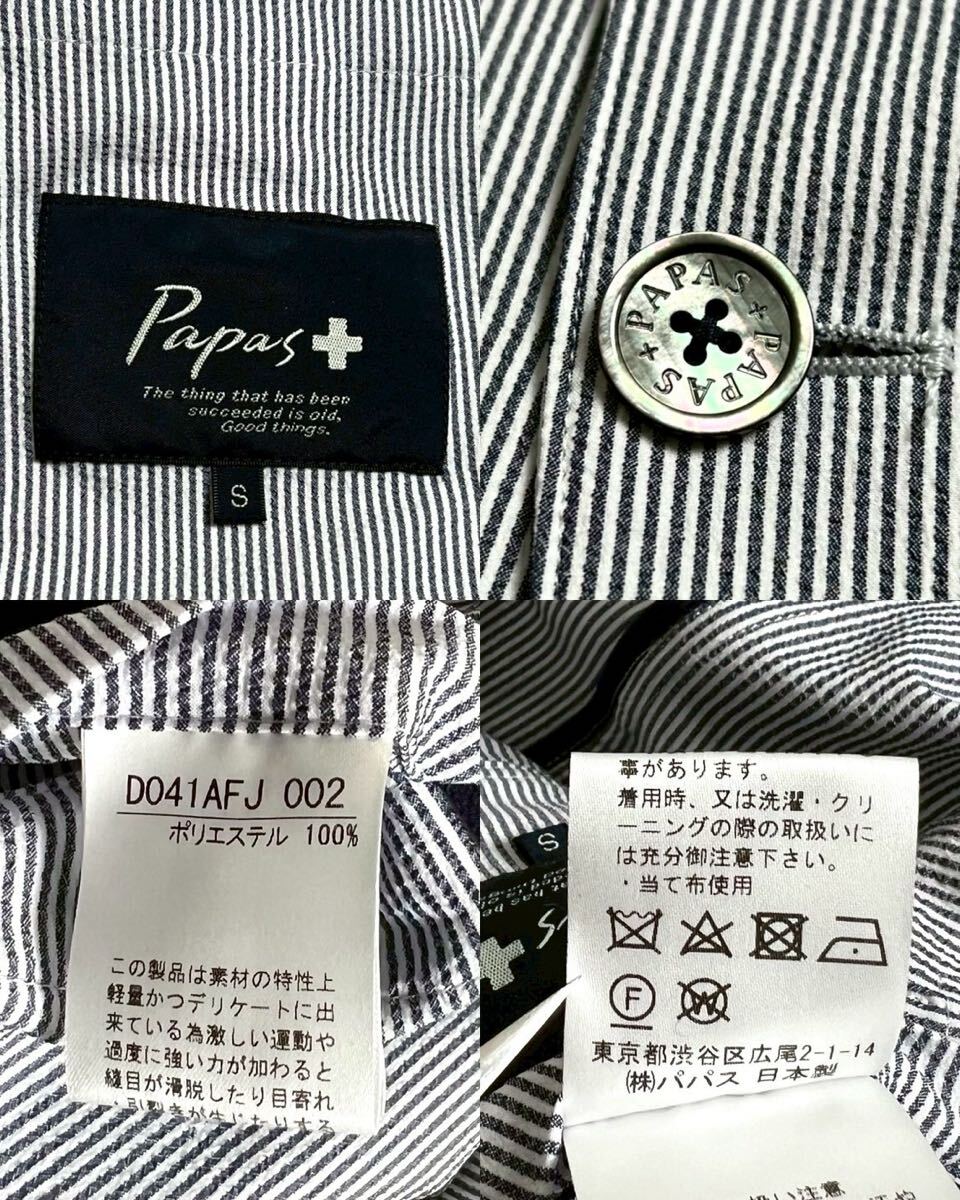 Papas+
The thing that has been
succeeded is old,
Good things.
S
PAPAS + PAPAS +
D041AFJ 002
ポリエステル 100%
この製品は素材の特性上
軽量かつデリケートに出
来ている為激しい運動や
過度に強い力が加わると
縫目が滑脱したり目寄れ
事があります。
着用時、又は洗濯・クリ
ーニングの際の取扱いに
は充分御注意下さい。
・当て布使用
F
W
東京都渋谷区広尾2-1-14
(株)パパス 日本製
S